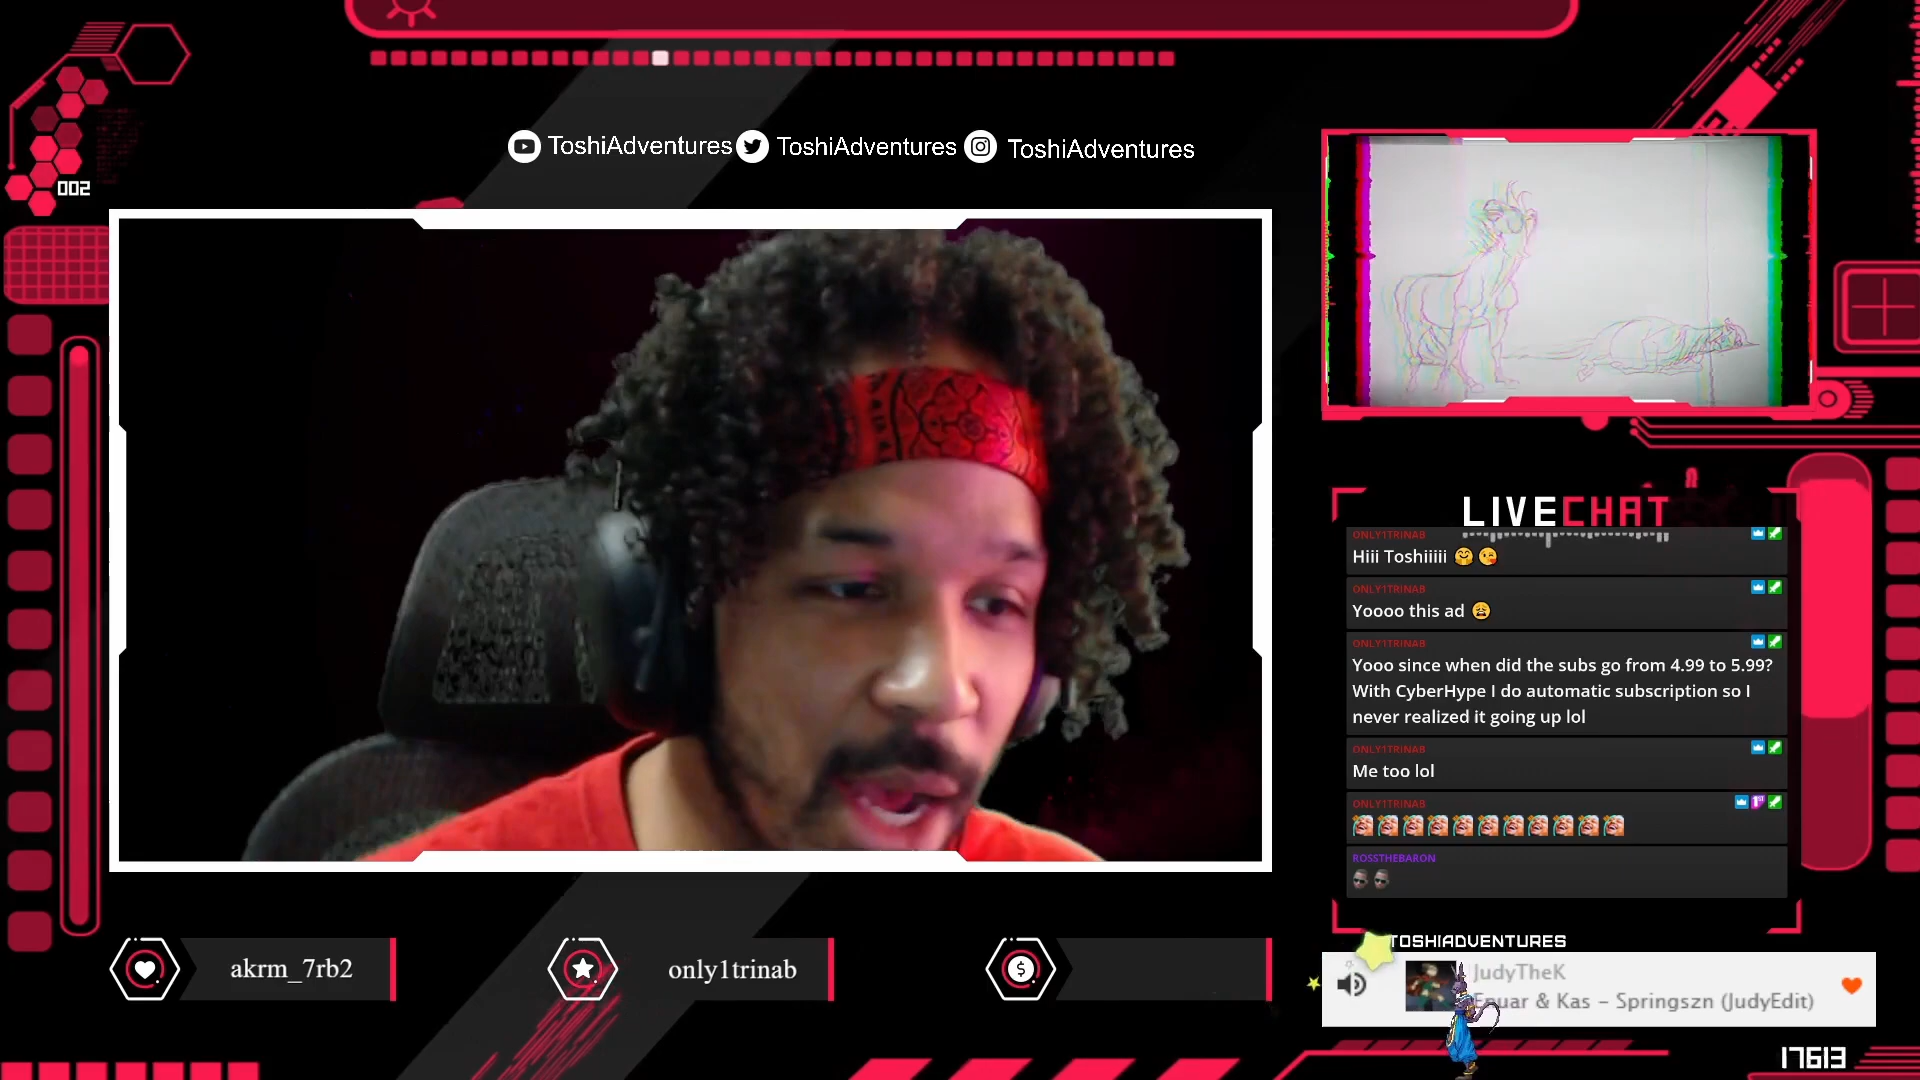 002
ToshiAdventures
ToshiAdventures
ToshiAdventures
LIVECHAT
ONLY1TRINAB
Hiii Toshiiiii 🤗 😘
ONLY1TRINAB
Yoooo this ad 😩
ONLY1TRINAB
Yooo since when did the subs go from 4.99 to 5.99?
With CyberHype I do automatic subscription so I
never realized it going up lol
ONLY1TRINAB
Me too lol
ONLY1TRINAB
ROSSTHEBARON
akrm_7rb2
only1trinab
TOSHIADVENTURES
JudyTheK
& Kas – Springszn (JudyEdit)
17613